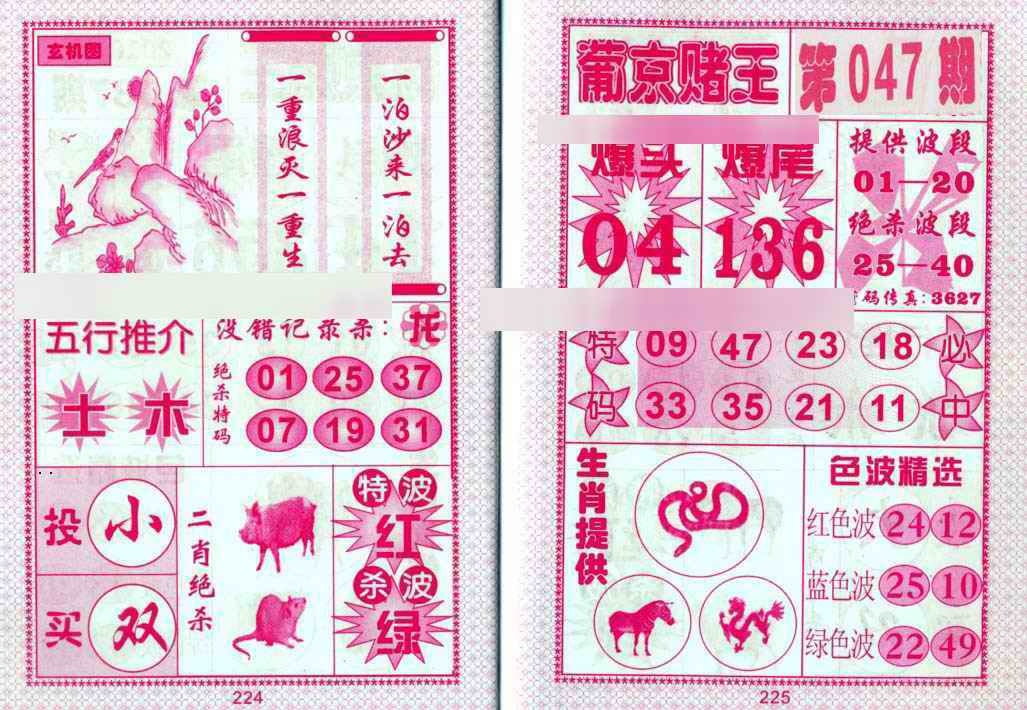 玄机图
一泊沙来一泊去
一重浪灭一重生
五行推介
土 木
没错记录杀：龙
绝杀特码
01 25 37
07 19 31
投 小
买 双
二肖绝杀
特波
红
杀波
绿
224
葡京赌王
第 047 期
爆头
04
爆尾
136
提供波段
01—20
绝杀波段
25—40
码传真：3627
特码
09 47 23 18
33 35 21 11
必中
生肖提供
色波精选
红色波 24 12
蓝色波 25 10
绿色波 22 49
225